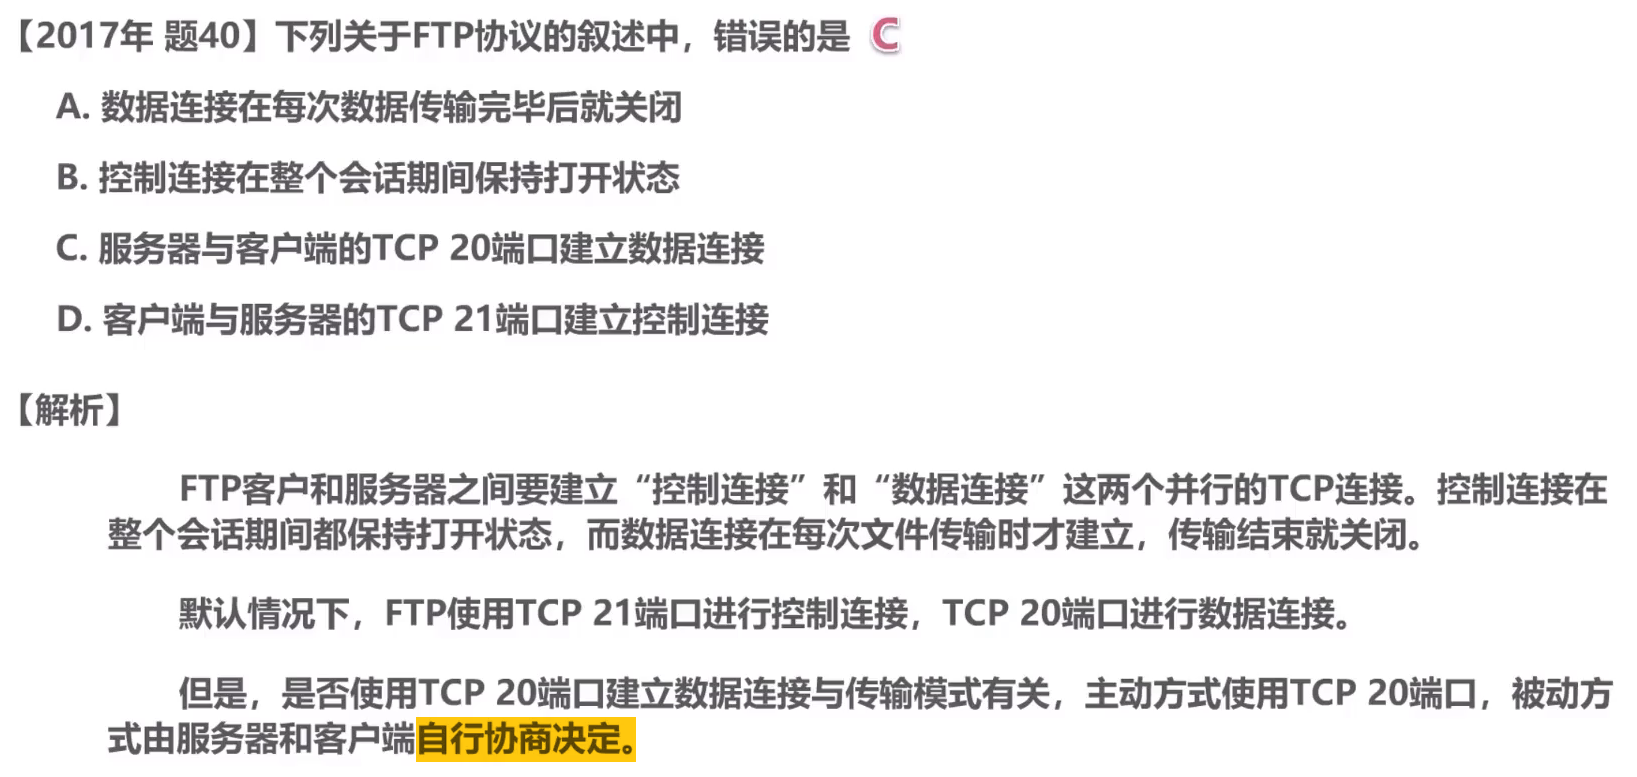 【2017年 题40】下列关于FTP协议的叙述中，错误的是 C
A. 数据连接在每次数据传输完毕后就关闭
B. 控制连接在整个会话期间保持打开状态
C. 服务器与客户端的TCP 20端口建立数据连接
D. 客户端与服务器的TCP 21端口建立控制连接
【解析】
FTP客户和服务器之间要建立“控制连接”和“数据连接”这两个并行的TCP连接。控制连接在
整个会话期间都保持打开状态，而数据连接在每次文件传输时才建立，传输结束就关闭。
默认情况下，FTP使用TCP 21端口进行控制连接，TCP 20端口进行数据连接。
但是，是否使用TCP 20端口建立数据连接与传输模式有关，主动方式使用TCP 20端口，被动方
式由服务器和客户端自行协商决定。